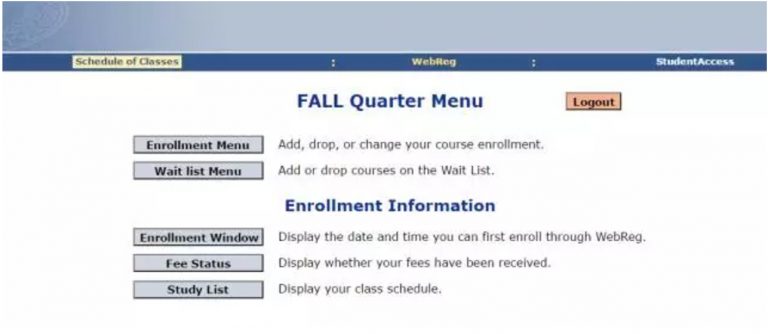 Schedule of Classes : WebReg : StudentAccess
FALL Quarter Menu Logout
Enrollment Menu Add, drop, or change your course enrollment.
Wait list Menu Add or drop courses on the Wait List.
Enrollment Information
Enrollment Window Display the date and time you can first enroll through WebReg.
Fee Status Display whether your fees have been received.
Study List Display your class schedule.